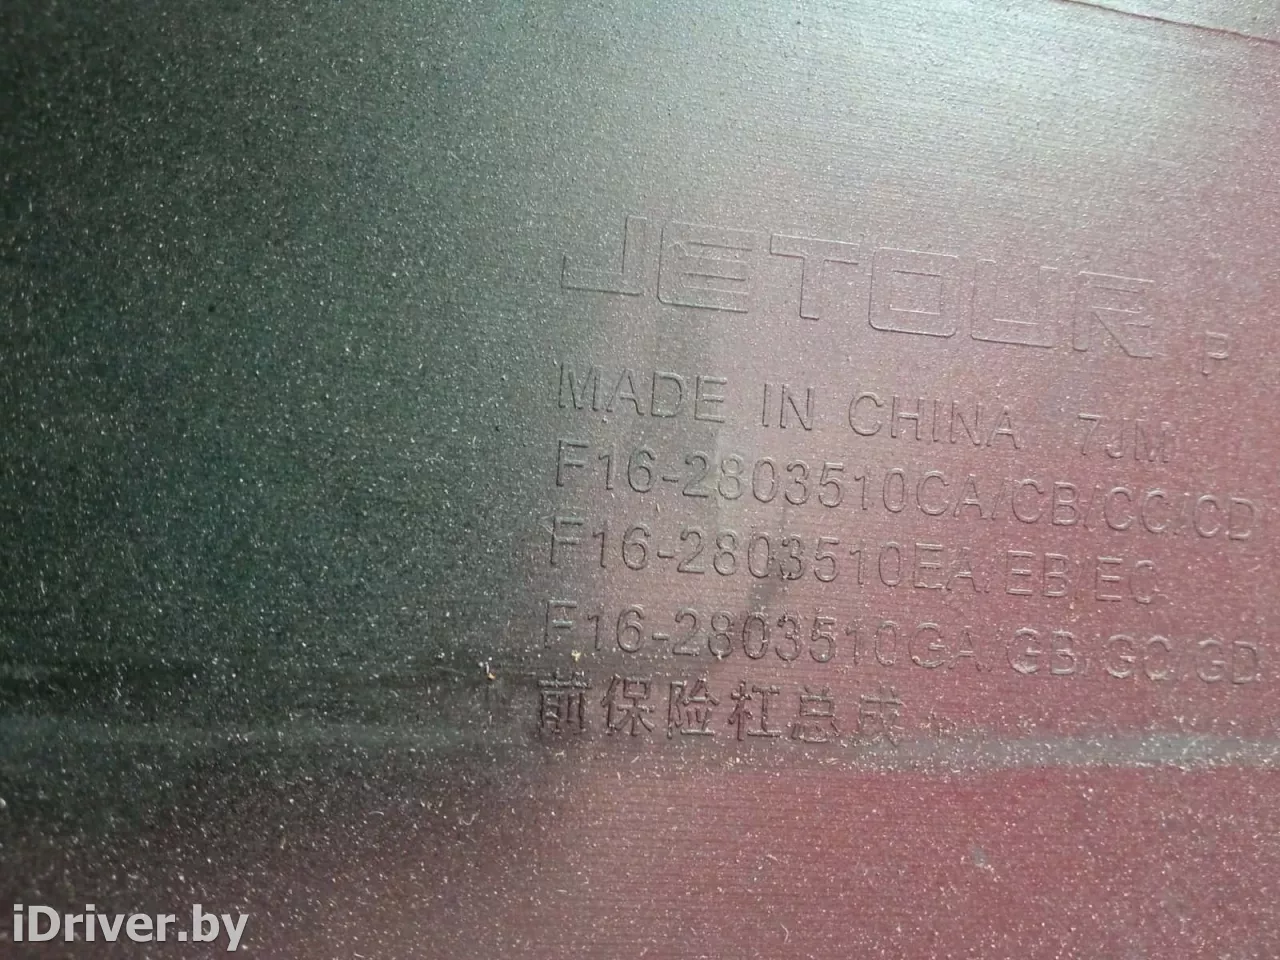 JETOUR
P
MADE IN CHINA 7JM
F16-2803510CA/CB/CC/CD
F16-2803510EA/EB/EC
F16-2803510GA/GB/GC/GD
前保险杠总成
iDriver.by